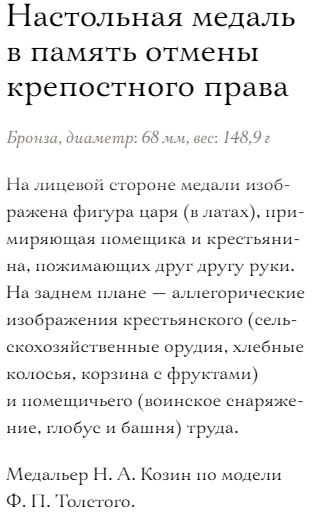 Настольная медаль
в память отмены
крепостного права
Бронза, диаметр: 68 мм, вес: 148,9 г
На лицевой стороне медали изоб-
ражена фигура царя (в латах), при-
миряющая помещика и крестьяни-
на, пожимающих друг другу руки.
На заднем плане — аллегорические
изображения крестьянского (сель-
скохозяйственные орудия, хлебные
колосья, корзина с фруктами)
и помещичьего (воинское снаряже-
ние, глобус и башня) труда.
Медальер Н. А. Козин по модели
Ф. П. Толстого.